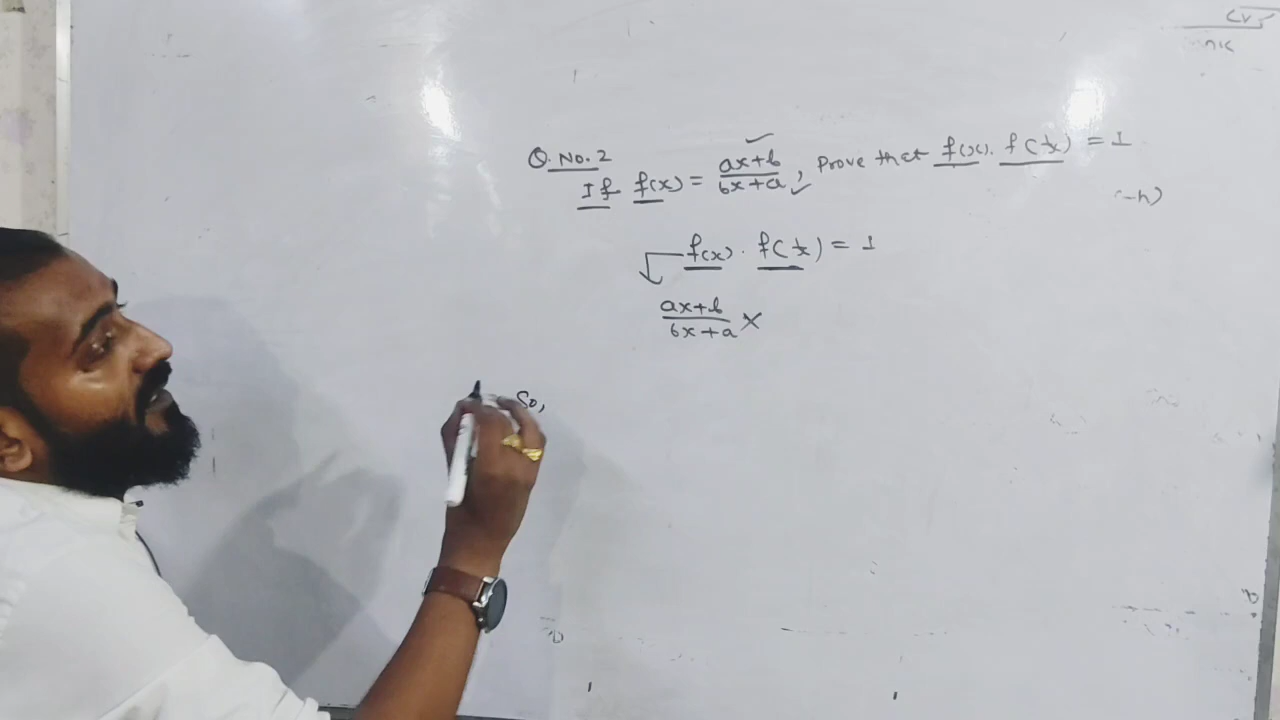 Q. No. 2
If f(x) = ax+b / bx+a, Prove that f(x). f(1/x) = 1
f(x) . f(1/x) = 1
ax+b / bx+a ×
So,